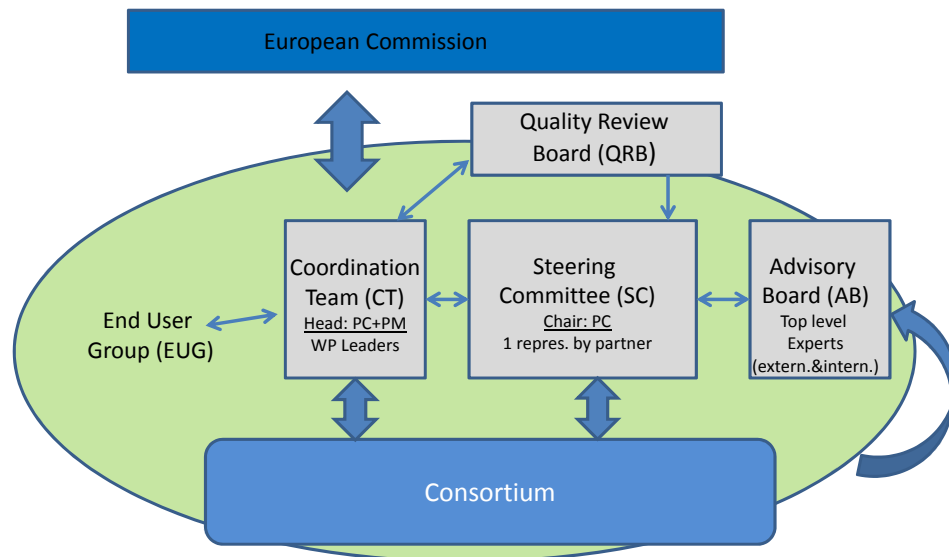 European Commission
Quality Review
Board (QRB)
Coordination
Team (CT)
Head: PC+PM
WP Leaders
Steering
Committee (SC)
Chair: PC
1 repres. by partner
Advisory
Board (AB)
Top level
Experts
(extern.&intern.)
End User
Group (EUG)
Consortium